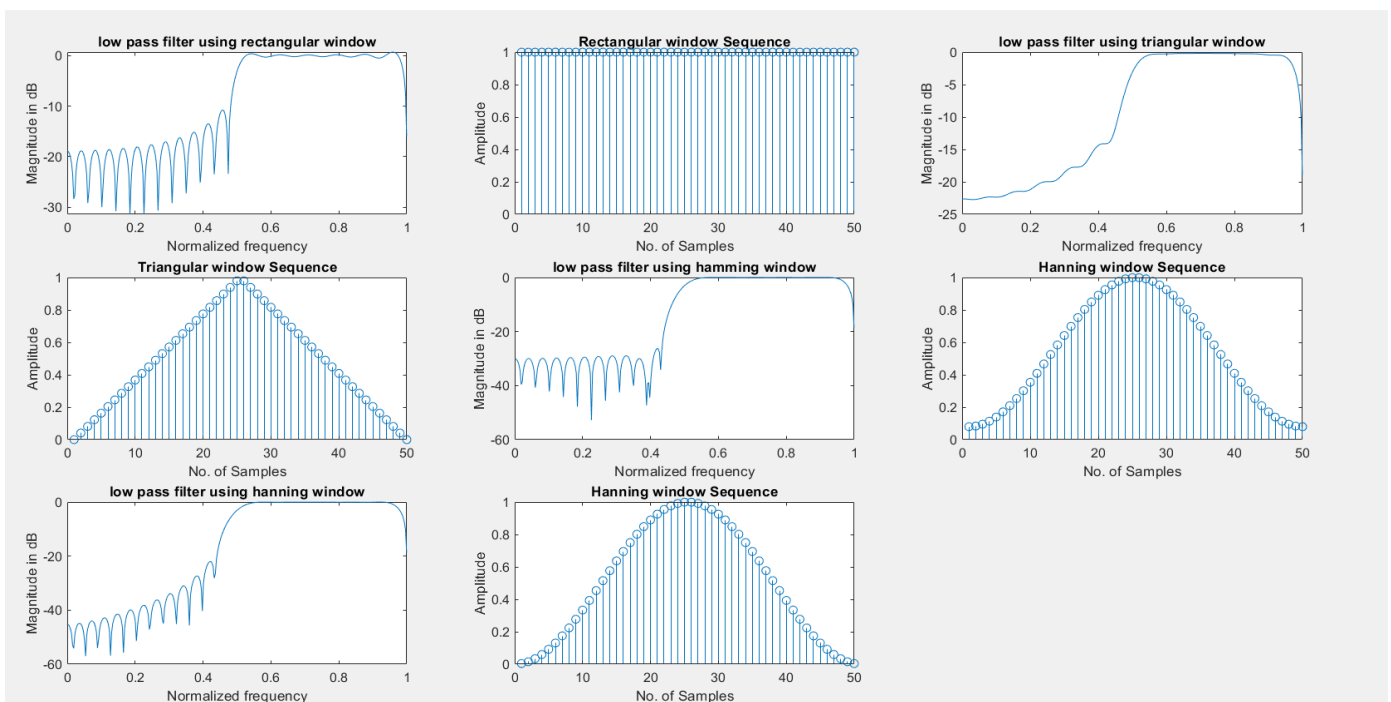 low pass filter using rectangular window
Magnitude in dB
0
-10
-20
-30
0 0.2 0.4 0.6 0.8 1
Normalized frequency
Rectangular window Sequence
Amplitude
1
0.8
0.6
0.4
0.2
0
0 10 20 30 40 50
No. of Samples
low pass filter using triangular window
Magnitude in dB
0
-5
-10
-15
-20
-25
0 0.2 0.4 0.6 0.8 1
Normalized frequency
Triangular window Sequence
Amplitude
1
0.8
0.6
0.4
0.2
0
0 10 20 30 40 50
No. of Samples
low pass filter using hamming window
Magnitude in dB
0
-20
-40
-60
0 0.2 0.4 0.6 0.8 1
Normalized frequency
Hanning window Sequence
Amplitude
1
0.8
0.6
0.4
0.2
0
0 10 20 30 40 50
No. of Samples
low pass filter using hanning window
Magnitude in dB
0
-20
-40
-60
0 0.2 0.4 0.6 0.8 1
Normalized frequency
Hanning window Sequence
Amplitude
1
0.8
0.6
0.4
0.2
0
0 10 20 30 40 50
No. of Samples